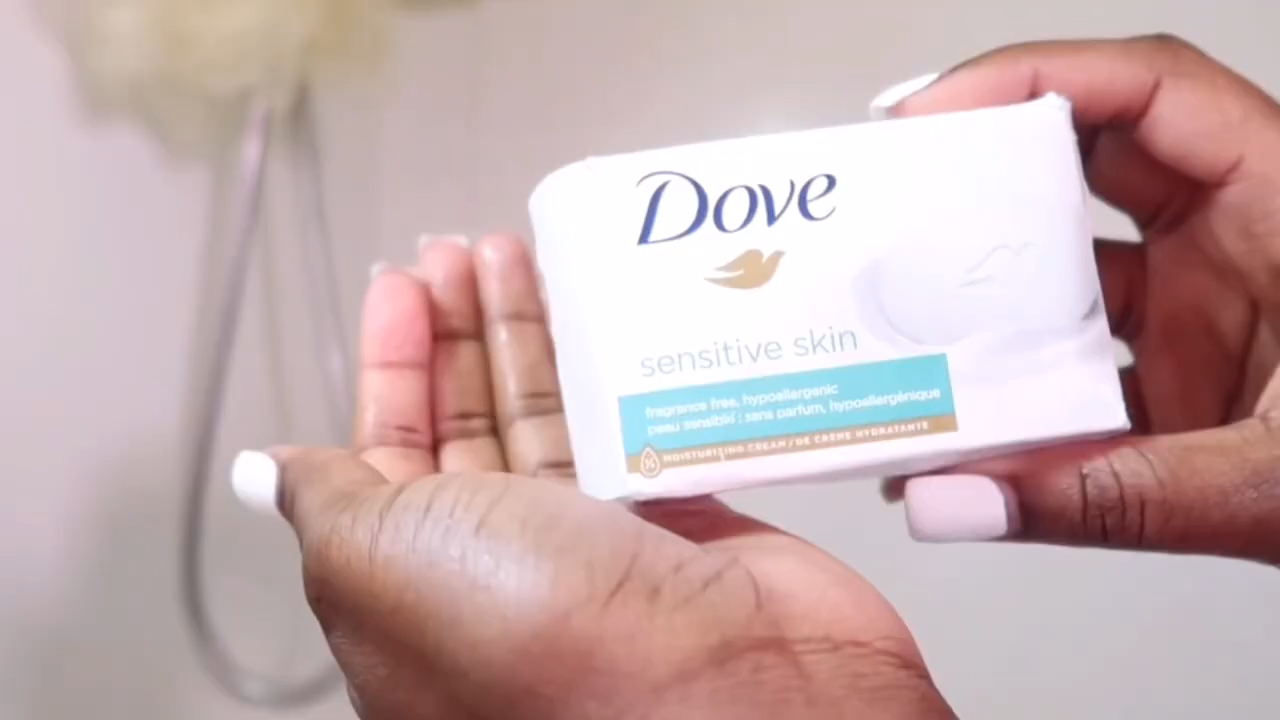 Dove
sensitive skin
fragrance free, hypoallergenic
peau sensible : sans parfum, hypoallergénique
MOISTURIZING CREAM / DE CRÈME HYDRATANTE